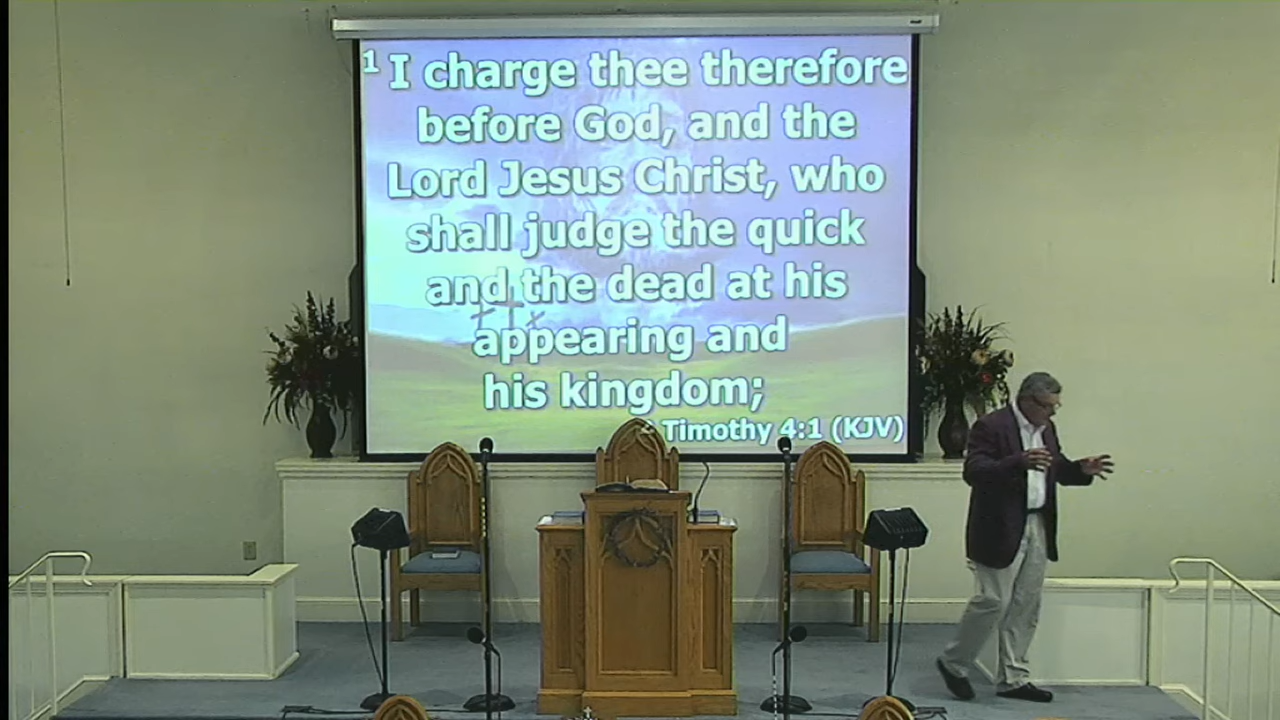 1 I charge thee therefore
before God, and the
Lord Jesus Christ, who
shall judge the quick
and the dead at his
appearing and
his kingdom;
2 Timothy 4:1 (KJV)